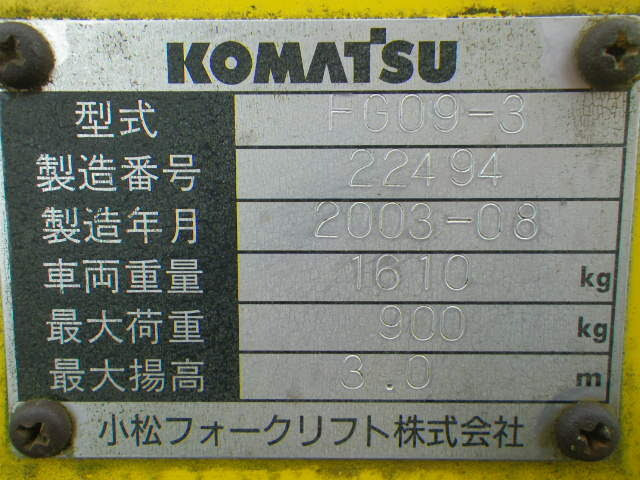 KOMATSU
型式 FG09-3
製造番号 22494
製造年月 2003-08
車両重量 1610 kg
最大荷重 900 kg
最大揚高 3.0 m
小松フォークリフト株式会社